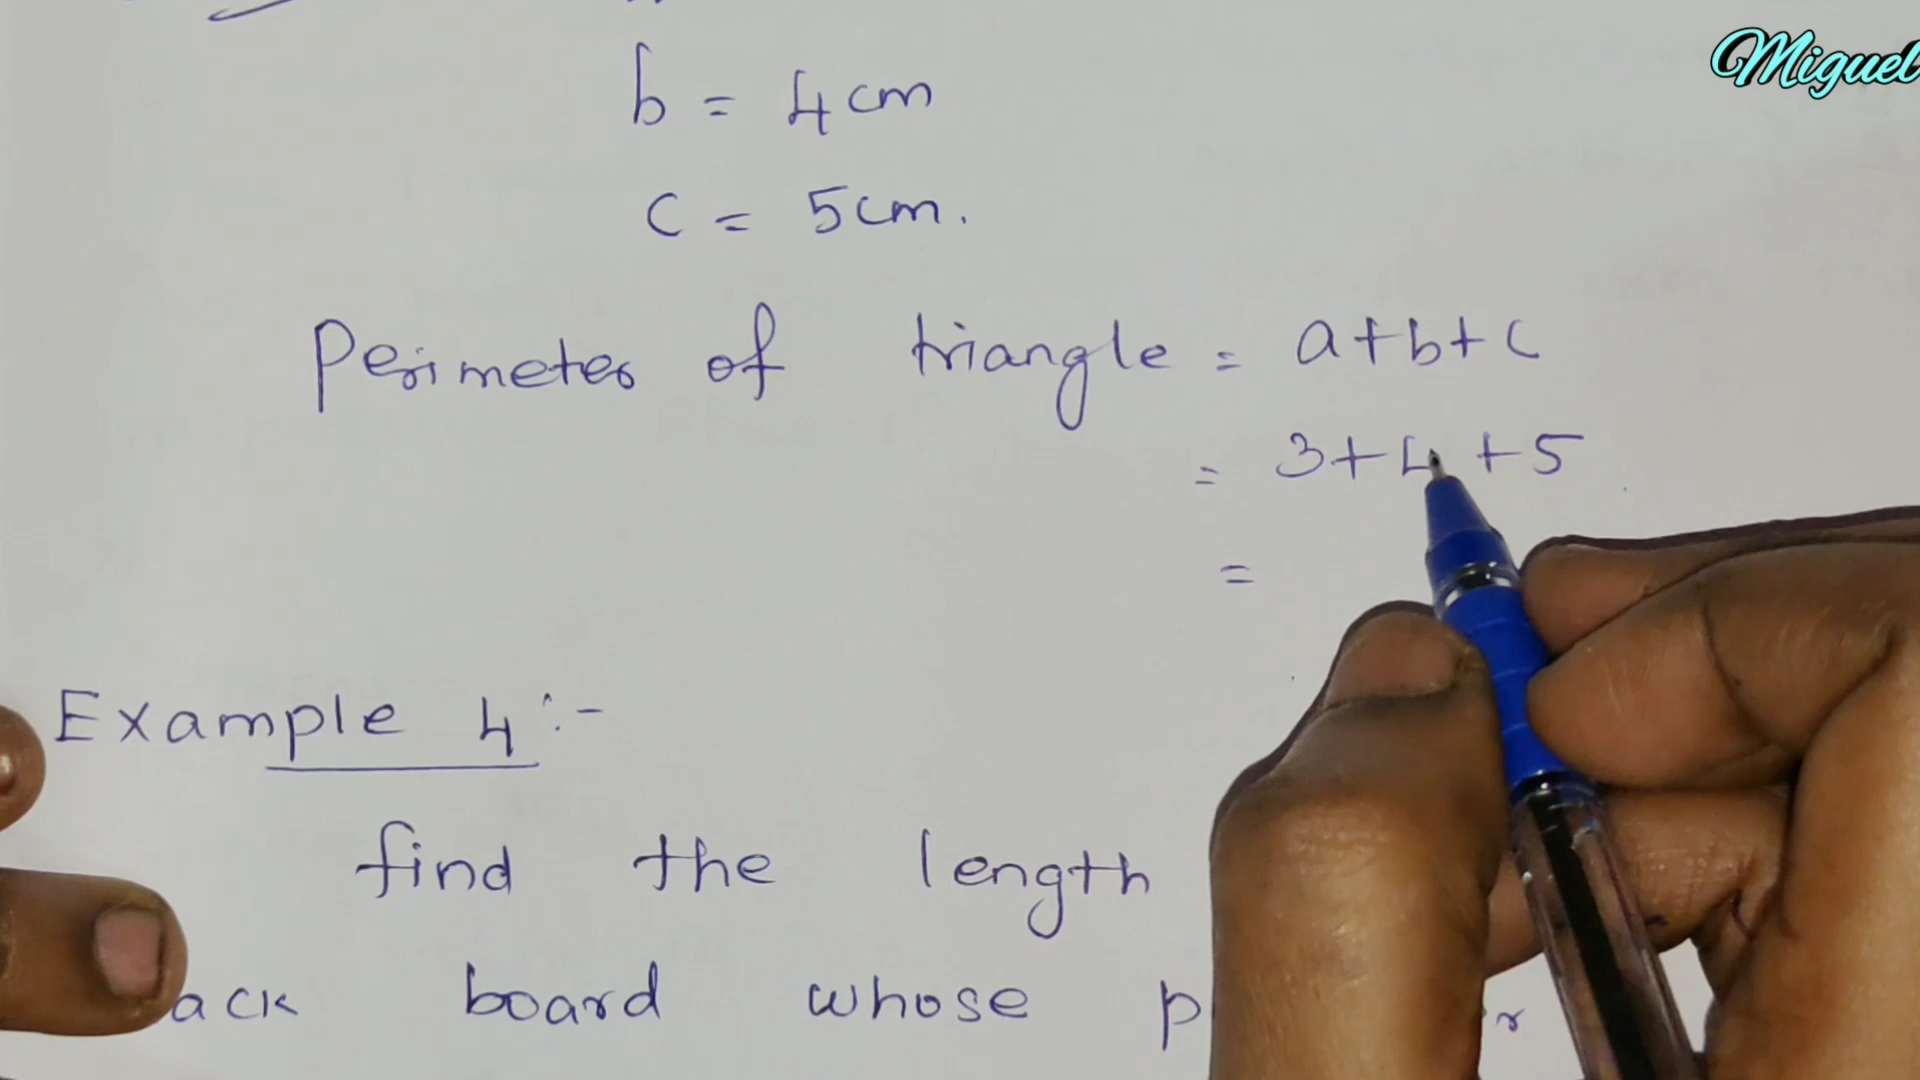 Miguel
b = 4cm
c = 5cm.
Perimeter of triangle = a+b+c
= 3+4+5
=
Example 4 :-
find the length
board whose